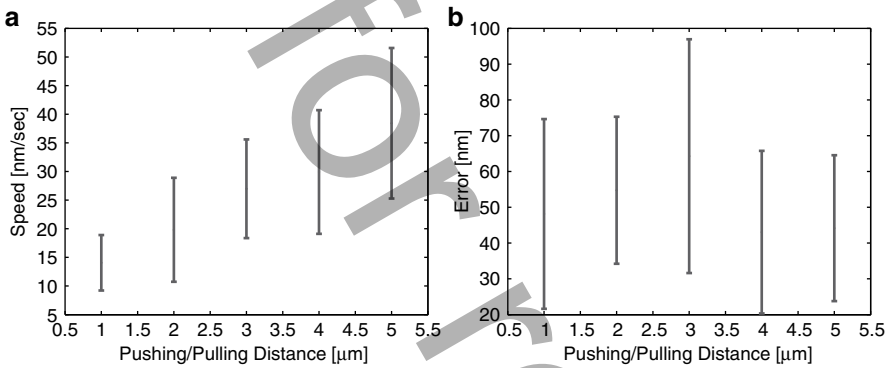 a
55
50
45
40
35
30
25
20
15
10
5
Speed [nm/sec]
0.5 1 1.5 2 2.5 3 3.5 4 4.5 5 5.5
Pushing/Pulling Distance [μm]
b
100
90
80
70
60
50
40
30
20
Error [nm]
0.5 1 1.5 2 2.5 3 3.5 4 4.5 5 5.5
Pushing/Pulling Distance [μm]
for
r